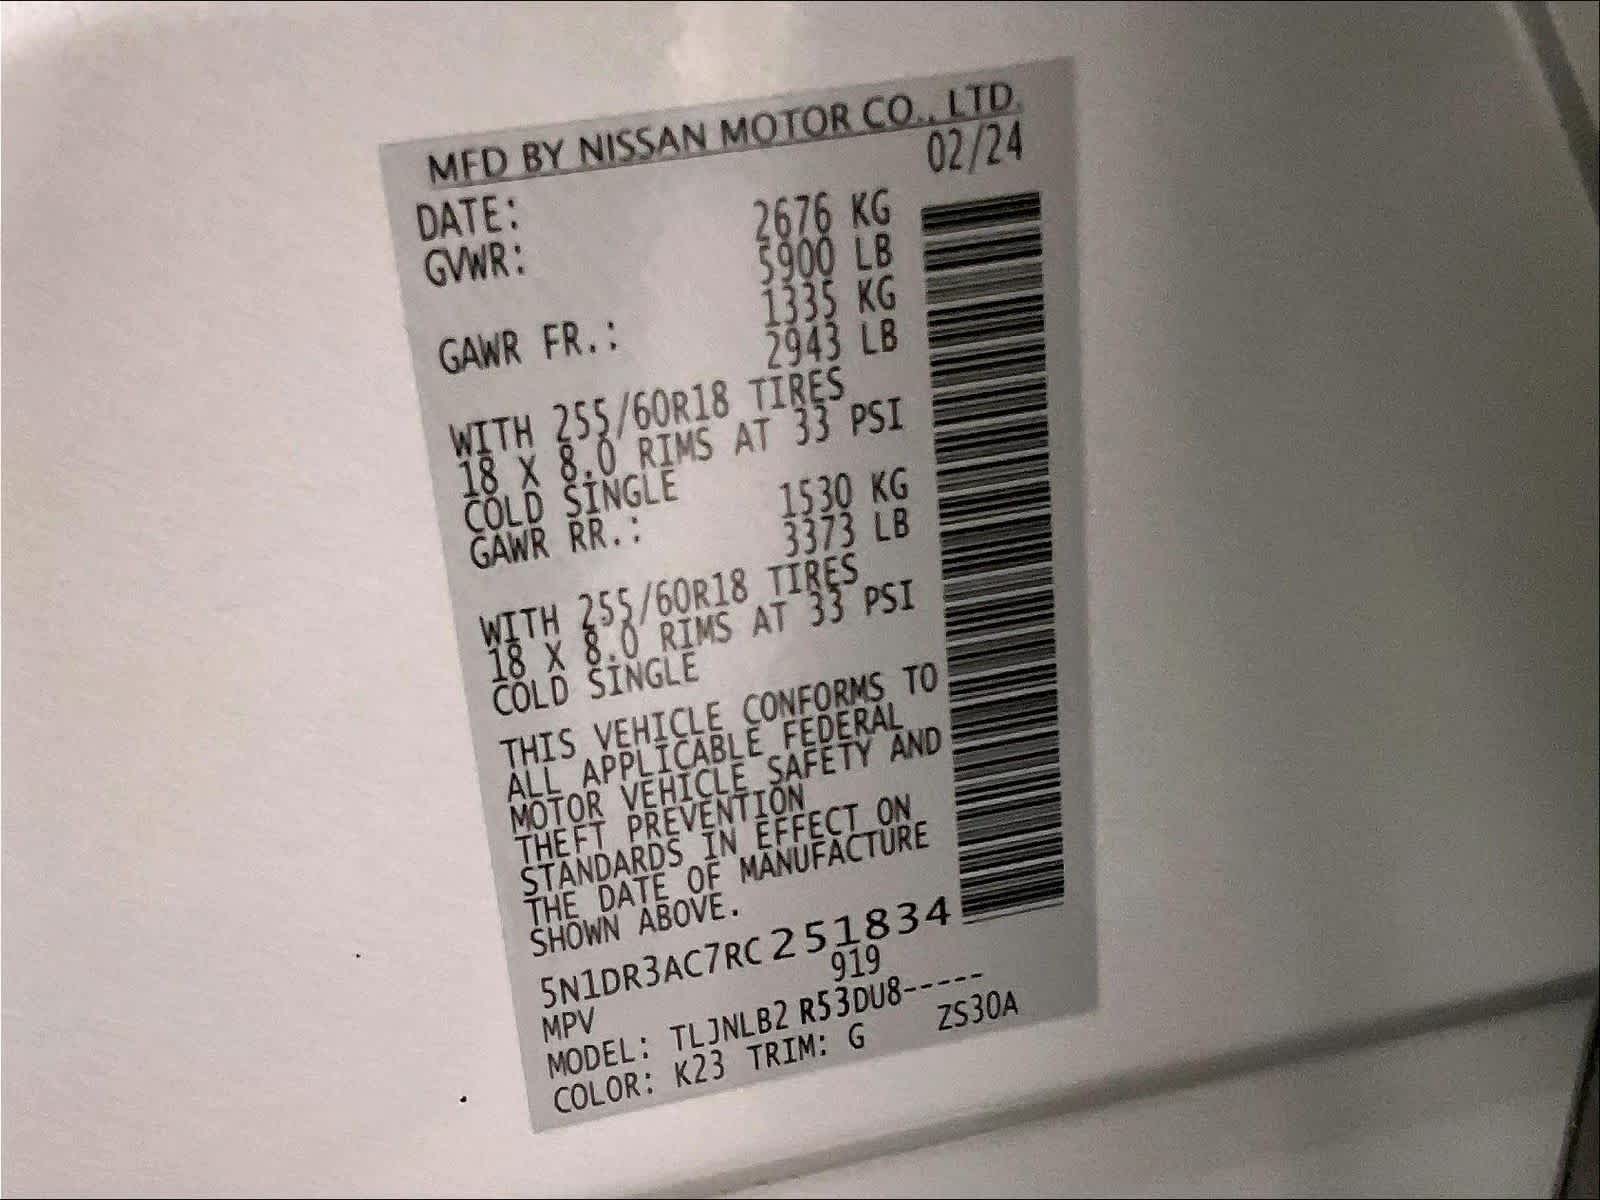 MFD BY NISSAN MOTOR CO., LTD.
DATE: 02/24
GVWR: 2676 KG
5900 LB
GAWR FR.: 1335 KG
2943 LB
WITH 255/60R18 TIRES
18 X 8.0 RIMS AT 33 PSI
COLD SINGLE
GAWR RR.: 1530 KG
3373 LB
WITH 255/60R18 TIRES
18 X 8.0 RIMS AT 33 PSI
COLD SINGLE
THIS VEHICLE CONFORMS TO
ALL APPLICABLE FEDERAL
MOTOR VEHICLE SAFETY AND
THEFT PREVENTION
STANDARDS IN EFFECT ON
THE DATE OF MANUFACTURE
SHOWN ABOVE.
5N1DR3AC7RC251834
MPV 919
MODEL: TLJNLB2 R53DU8-----
COLOR: K23 TRIM: G ZS30A